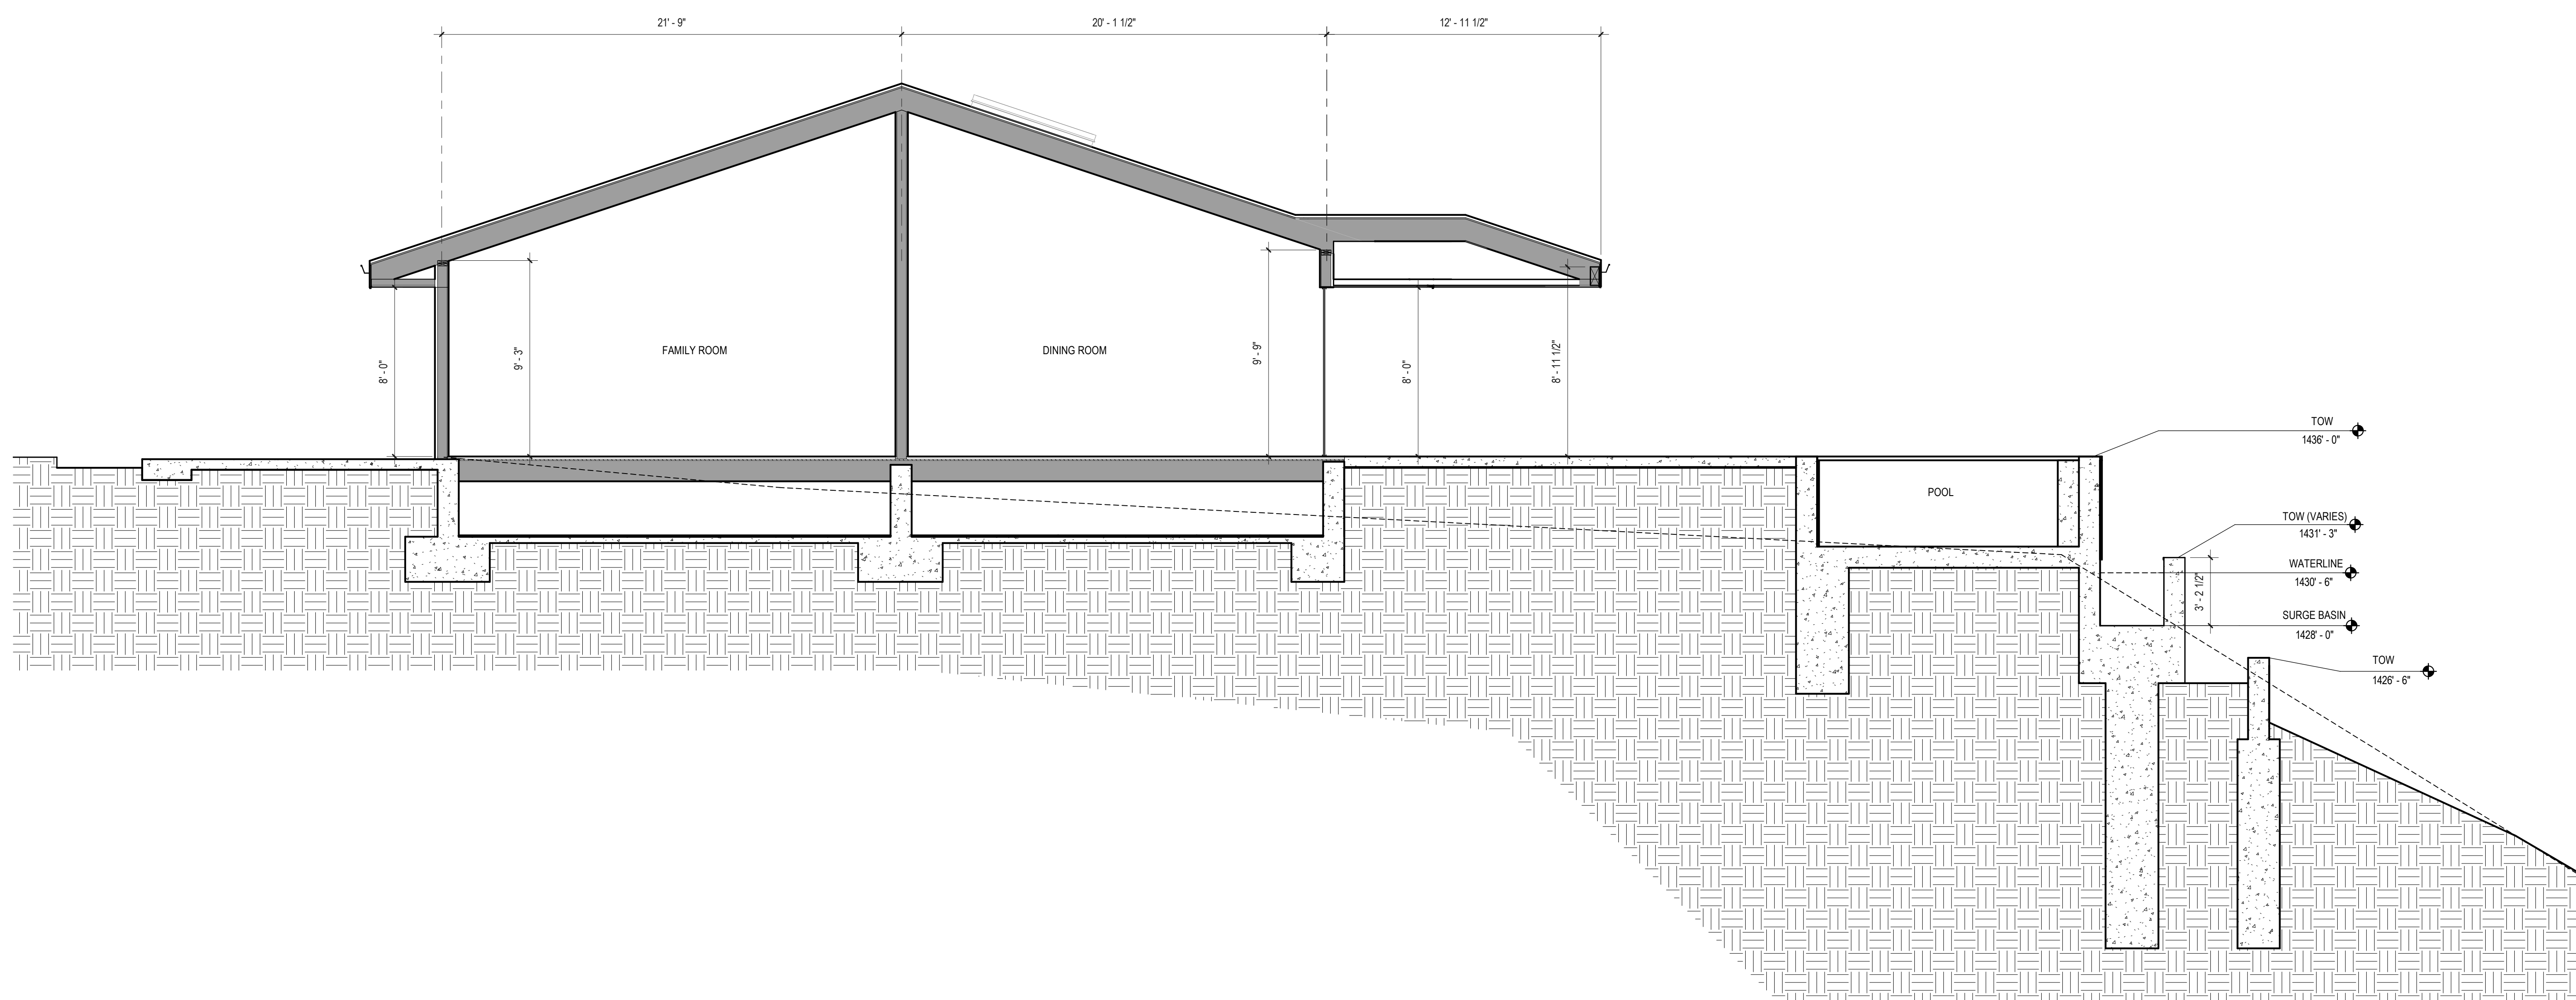 21' - 9"
20' - 1 1/2"
12' - 11 1/2"
8' - 0"
9' - 3"
FAMILY ROOM
DINING ROOM
9' - 9"
8' - 0"
8' - 11 1/2"
POOL
TOW
1436' - 0"
TOW (VARIES)
1431' - 3"
WATERLINE
1430' - 6"
3' - 2 1/2"
SURGE BASIN
1428' - 0"
TOW
1426' - 6"